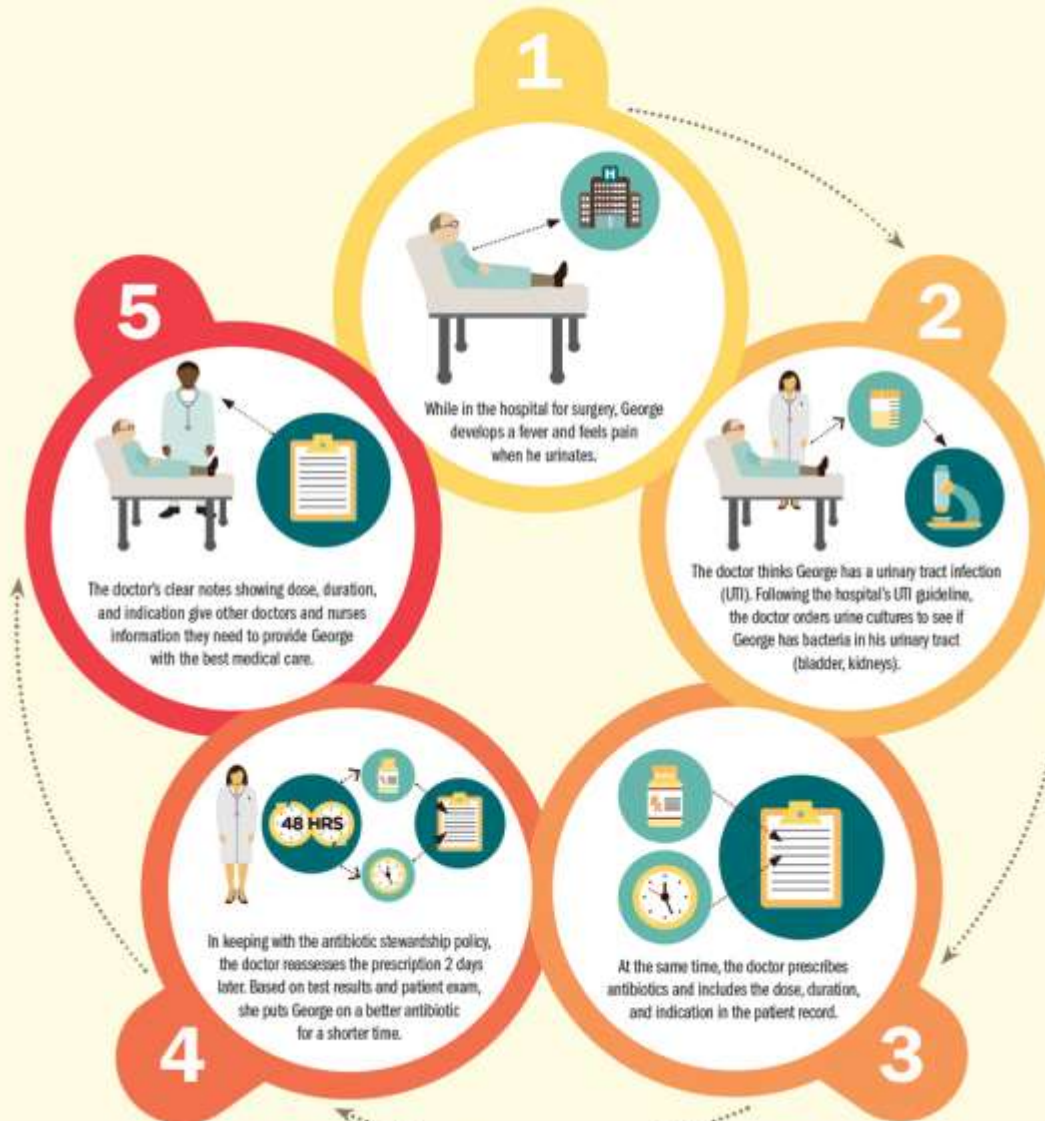 1
H
While in the hospital for surgery, George
develops a fever and feels pain
when he urinates.
2
The doctor thinks George has a urinary tract infection
(UTI). Following the hospital's UTI guideline,
the doctor orders urine cultures to see if
George has bacteria in his urinary tract
(bladder, kidneys).
3
At the same time, the doctor prescribes
antibiotics and includes the dose, duration,
and indication in the patient record.
4
48 HRS
In keeping with the antibiotic stewardship policy,
the doctor reassesses the prescription 2 days
later. Based on test results and patient exam,
she puts George on a better antibiotic
for a shorter time.
5
The doctor's clear notes showing dose, duration,
and indication give other doctors and nurses
information they need to provide George
with the best medical care.